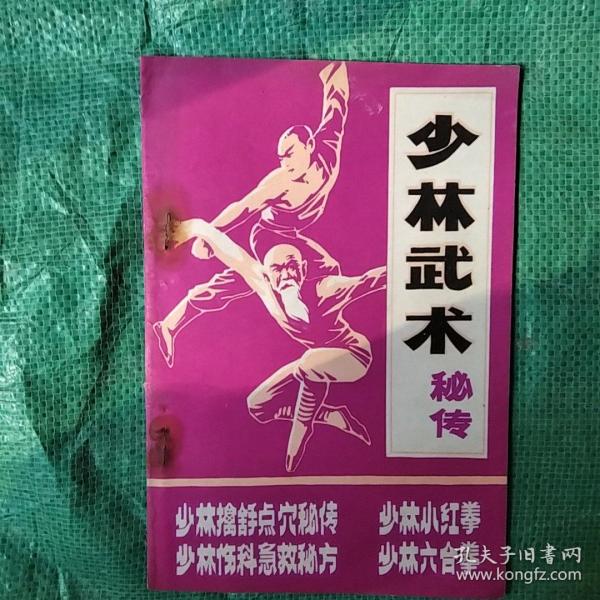 少林武术
秘传
少林擒舒点穴秘传
少林小红拳
少林伤科急救秘方
少林六合拳
孔夫子旧书网
www.kongfz.com